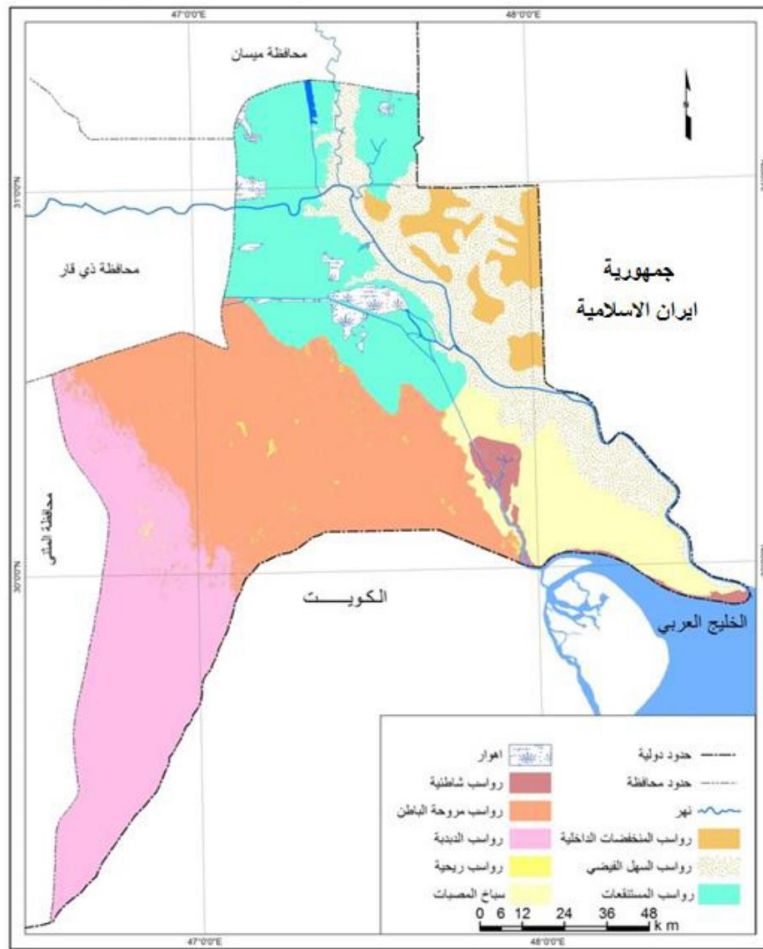 47°0'0"E
48°0'0"E
محافظة ميسان
31°0'0"N
محافظة ذي قار
جمهورية
ايران الاسلامية
محافظة المثنى
30°0'0"N
الكويـــــت
الخليج العربي
حدود دولية
اهوار
حدود محافظة
رواسب شاطئية
نهر
رواسب مروحة الباطن
رواسب المنخفضات الداخلية
رواسب الدبدبة
رواسب السهل الفيضي
رواسب ريحية
رواسب المستنقعات
سباخ المصبات
0 6 12 24 36 48 k m
47°0'0"E
48°0'0"E